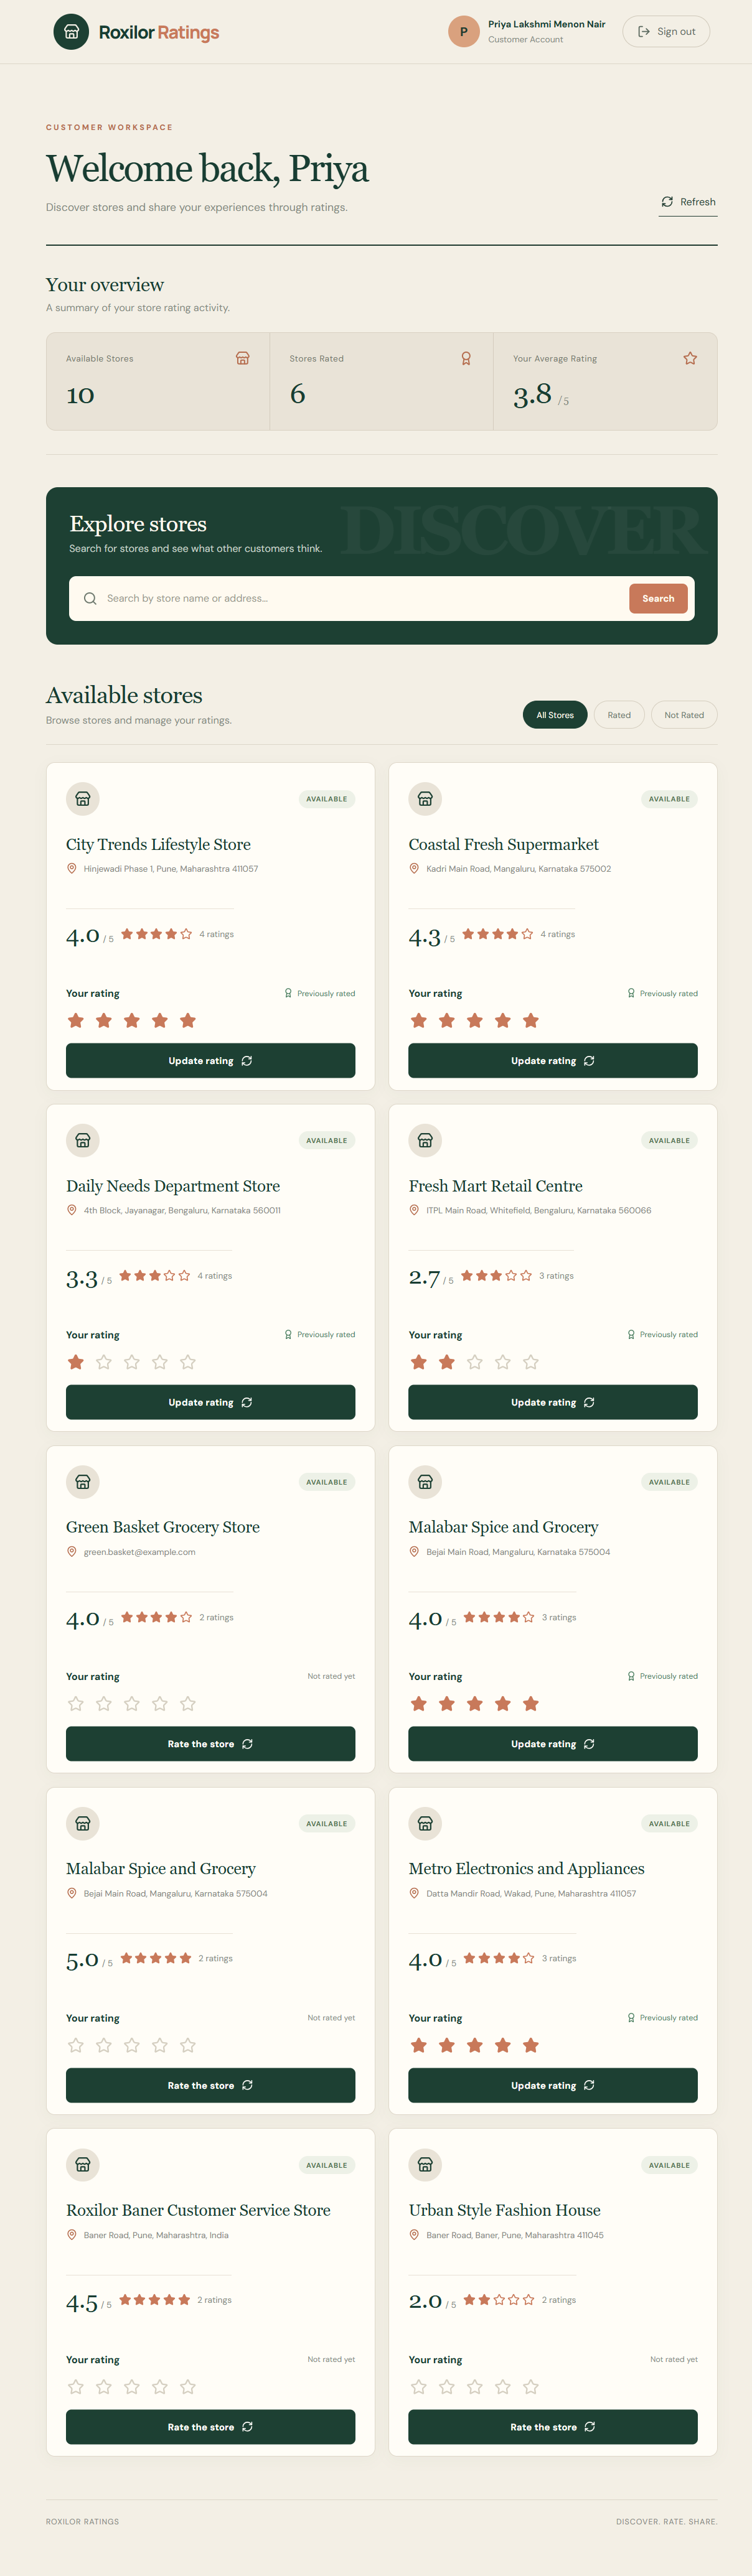 Roxilor Ratings
P
Priya Lakshmi Menon Nair
Customer Account
Sign out
CUSTOMER WORKSPACE
Welcome back, Priya
Discover stores and share your experiences through ratings.
Refresh
Your overview
A summary of your store rating activity.
Available Stores
10
Stores Rated
6
Your Average Rating
3.8 / 5
DISCOVER
Explore stores
Search for stores and see what other customers think.
Search by store name or address...
Search
Available stores
Browse stores and manage your ratings.
All Stores
Rated
Not Rated
AVAILABLE
City Trends Lifestyle Store
Hinjewadi Phase 1, Pune, Maharashtra 411057
4.0 / 5 4 ratings
Your rating
Previously rated
Update rating
AVAILABLE
Coastal Fresh Supermarket
Kadri Main Road, Mangaluru, Karnataka 575002
4.3 / 5 4 ratings
Your rating
Previously rated
Update rating
AVAILABLE
Daily Needs Department Store
4th Block, Jayanagar, Bengaluru, Karnataka 560011
3.3 / 5 4 ratings
Your rating
Previously rated
Update rating
AVAILABLE
Fresh Mart Retail Centre
ITPL Main Road, Whitefield, Bengaluru, Karnataka 560066
2.7 / 5 3 ratings
Your rating
Previously rated
Update rating
AVAILABLE
Green Basket Grocery Store
green.basket@example.com
4.0 / 5 2 ratings
Your rating
Not rated yet
Rate the store
AVAILABLE
Malabar Spice and Grocery
Bejai Main Road, Mangaluru, Karnataka 575004
4.0 / 5 3 ratings
Your rating
Previously rated
Update rating
AVAILABLE
Malabar Spice and Grocery
Bejai Main Road, Mangaluru, Karnataka 575004
5.0 / 5 2 ratings
Your rating
Not rated yet
Rate the store
AVAILABLE
Metro Electronics and Appliances
Datta Mandir Road, Wakad, Pune, Maharashtra 411057
4.0 / 5 3 ratings
Your rating
Previously rated
Update rating
AVAILABLE
Roxilor Baner Customer Service Store
Baner Road, Pune, Maharashtra, India
4.5 / 5 2 ratings
Your rating
Not rated yet
Rate the store
AVAILABLE
Urban Style Fashion House
Baner Road, Baner, Pune, Maharashtra 411045
2.0 / 5 2 ratings
Your rating
Not rated yet
Rate the store
ROXILOR RATINGS
DISCOVER. RATE. SHARE.